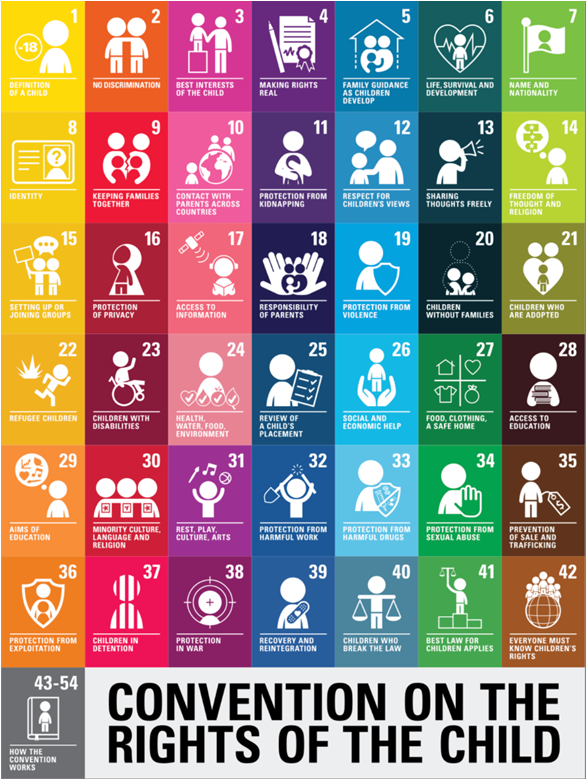 1
-18
DEFINITION
OF A CHILD
2
NO DISCRIMINATION
3
BEST INTERESTS
OF THE CHILD
4
MAKING RIGHTS
REAL
5
FAMILY GUIDANCE
AS CHILDREN
DEVELOP
6
LIFE, SURVIVAL AND
DEVELOPMENT
7
NAME AND
NATIONALITY
8
?
IDENTITY
9
KEEPING FAMILIES
TOGETHER
10
CONTACT WITH
PARENTS ACROSS
COUNTRIES
11
PROTECTION FROM
KIDNAPPING
12
RESPECT FOR
CHILDREN'S VIEWS
13
SHARING
THOUGHTS FREELY
14
FREEDOM OF
THOUGHT AND
RELIGION
15
SETTING UP OR
JOINING GROUPS
16
PROTECTION
OF PRIVACY
17
ACCESS TO
INFORMATION
18
RESPONSIBILITY
OF PARENTS
19
PROTECTION FROM
VIOLENCE
20
CHILDREN
WITHOUT FAMILIES
21
CHILDREN WHO
ARE ADOPTED
22
REFUGEE CHILDREN
23
CHILDREN WITH
DISABILITIES
24
HEALTH,
WATER, FOOD,
ENVIRONMENT
25
REVIEW OF
A CHILD'S
PLACEMENT
26
SOCIAL AND
ECONOMIC HELP
27
FOOD, CLOTHING,
A SAFE HOME
28
ACCESS TO
EDUCATION
29
AIMS OF
EDUCATION
30
MINORITY CULTURE,
LANGUAGE AND
RELIGION
31
REST, PLAY,
CULTURE, ARTS
32
PROTECTION FROM
HARMFUL WORK
33
PROTECTION FROM
HARMFUL DRUGS
34
PROTECTION FROM
SEXUAL ABUSE
35
$
PREVENTION
OF SALE AND
TRAFFICKING
36
PROTECTION FROM
EXPLOITATION
37
CHILDREN IN
DETENTION
38
PROTECTION
IN WAR
39
RECOVERY AND
REINTEGRATION
40
CHILDREN WHO
BREAK THE LAW
41
BEST LAW FOR
CHILDREN APPLIES
42
EVERYONE MUST
KNOW CHILDREN'S
RIGHTS
43-54
HOW THE
CONVENTION
WORKS
CONVENTION ON THE
RIGHTS OF THE CHILD